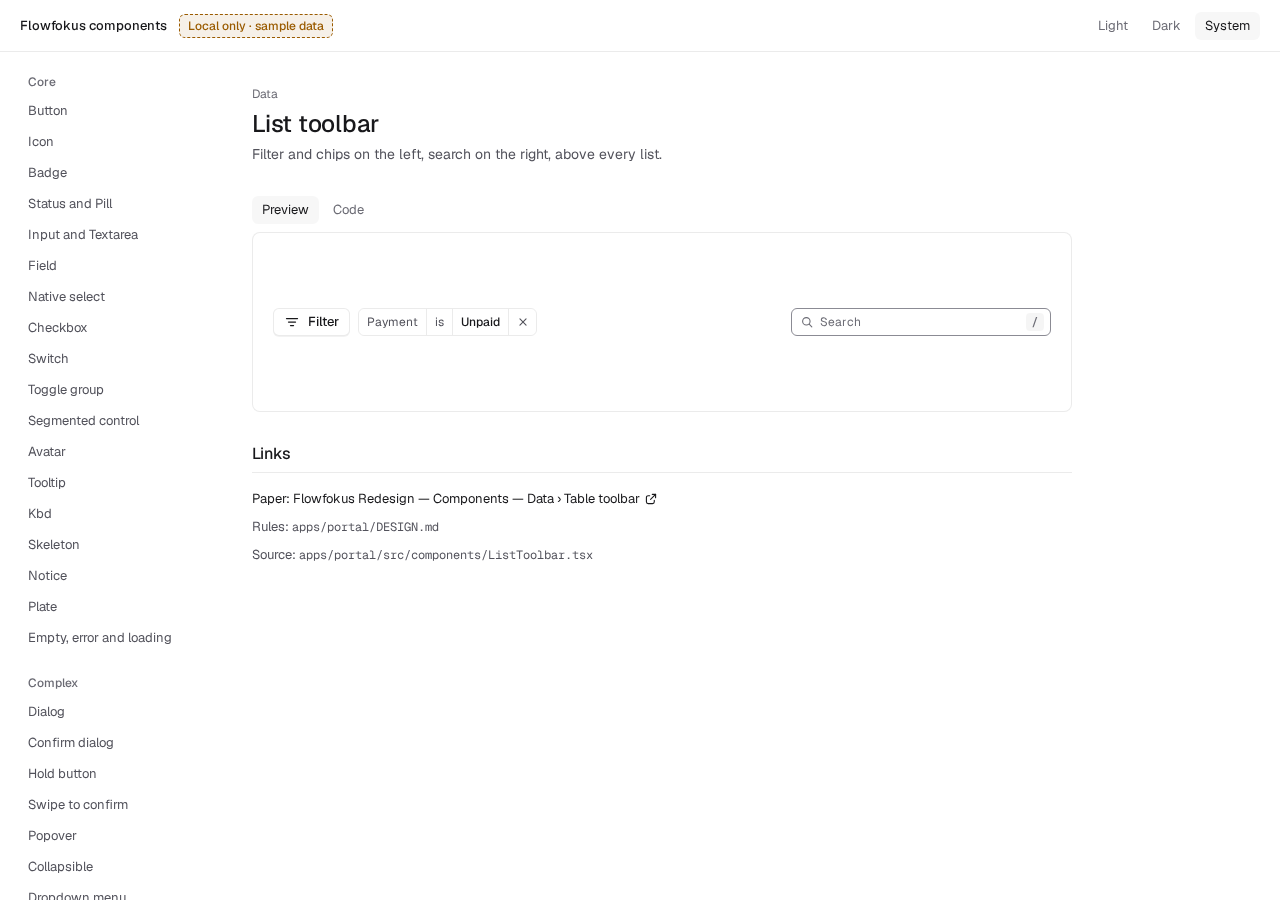 Flowfokus components
Local only · sample data
Light
Dark
System
Core
Button
Icon
Badge
Status and Pill
Input and Textarea
Field
Native select
Checkbox
Switch
Toggle group
Segmented control
Avatar
Tooltip
Kbd
Skeleton
Notice
Plate
Empty, error and loading
Complex
Dialog
Confirm dialog
Hold button
Swipe to confirm
Popover
Collapsible
Dropdown menu
Data
List toolbar
Filter and chips on the left, search on the right, above every list.
Preview
Code
Filter
Payment
is
Unpaid
Search
/
Links
Paper: Flowfokus Redesign — Components — Data › Table toolbar
Rules: apps/portal/DESIGN.md
Source: apps/portal/src/components/ListToolbar.tsx